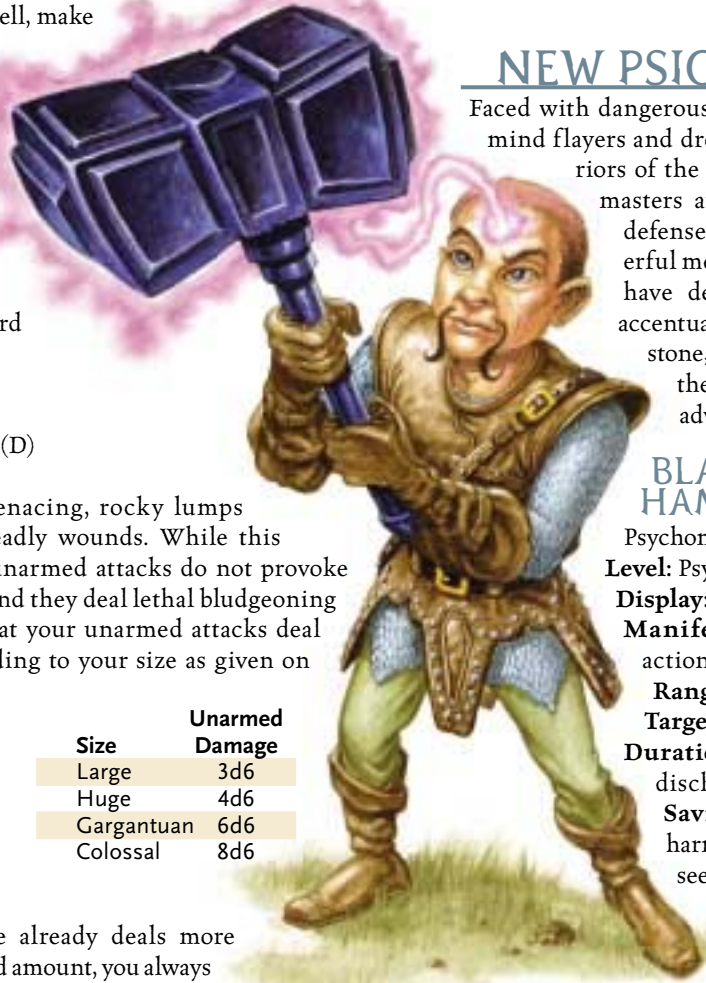 ell, make
rd
(D)
enacing, rocky lumps
eadly wounds. While this
unarmed attacks do not provoke
nd they deal lethal bludgeoning
at your unarmed attacks deal
ding to your size as given on
Unarmed
Size Damage
Large 3d6
Huge 4d6
Gargantuan 6d6
Colossal 8d6
e already deals more
d amount, you always
NEW PSIO
Faced with dangerous
mind flayers and dro
riors of the
masters a
defense
erful me
have de
accentua
stone,
the
adv
BLA
HAM
Psychom
Level: Psy
Display:
Manife
action
Rang
Targe
Duratio
disch
Savi
harm
see